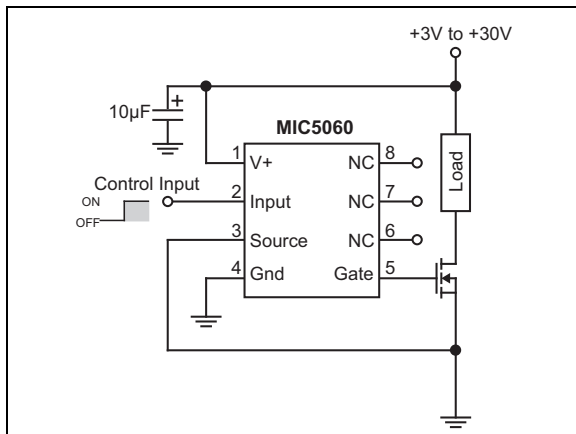 +3V to +30V
10µF
+
MIC5060
1 V+ NC 8
Control Input
ON
OFF
2 Input NC 7
3 Source NC 6
4 Gnd Gate 5
Load